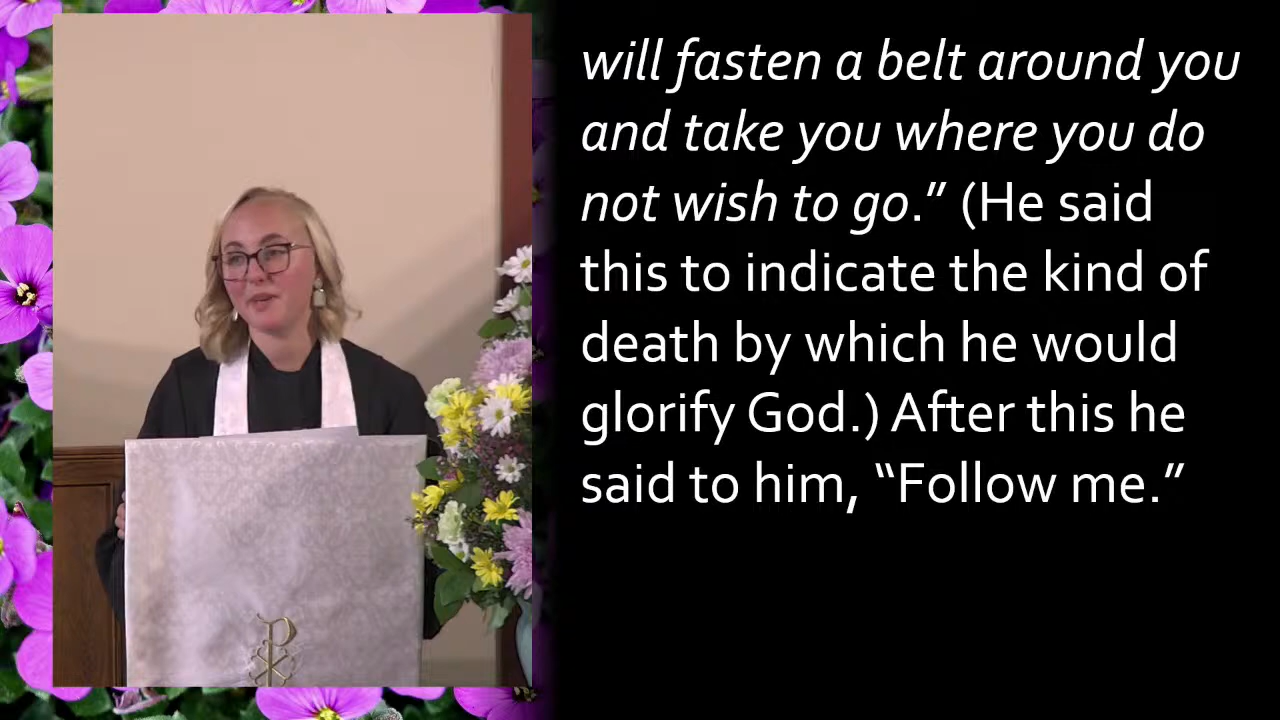 will fasten a belt around you
and take you where you do
not wish to go.” (He said
this to indicate the kind of
death by which he would
glorify God.) After this he
said to him, “Follow me.”